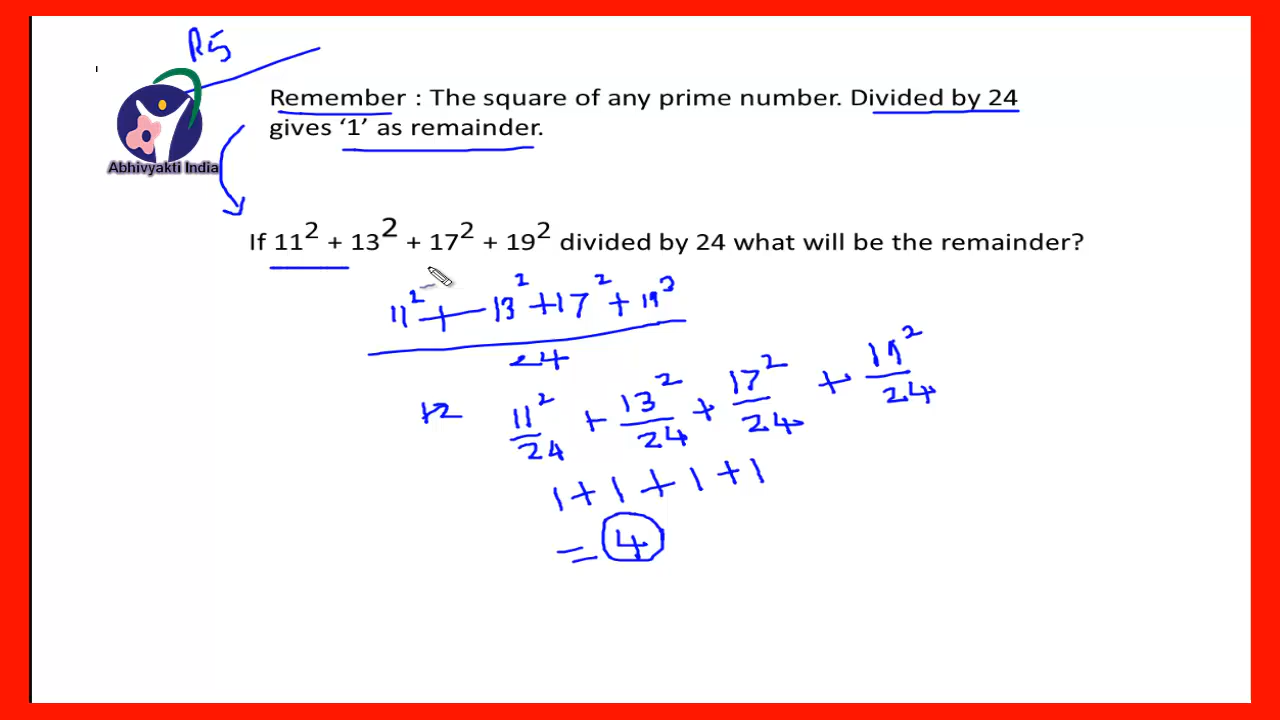 R5
Abhivyakti India
Remember : The square of any prime number. Divided by 24
gives ‘1’ as remainder.
If 11² + 13² + 17² + 19² divided by 24 what will be the remainder?
11² + 13² + 17² + 19²
24
11²/24 + 13²/24 + 17²/24 + 19²/24
1 + 1 + 1 + 1
= 4